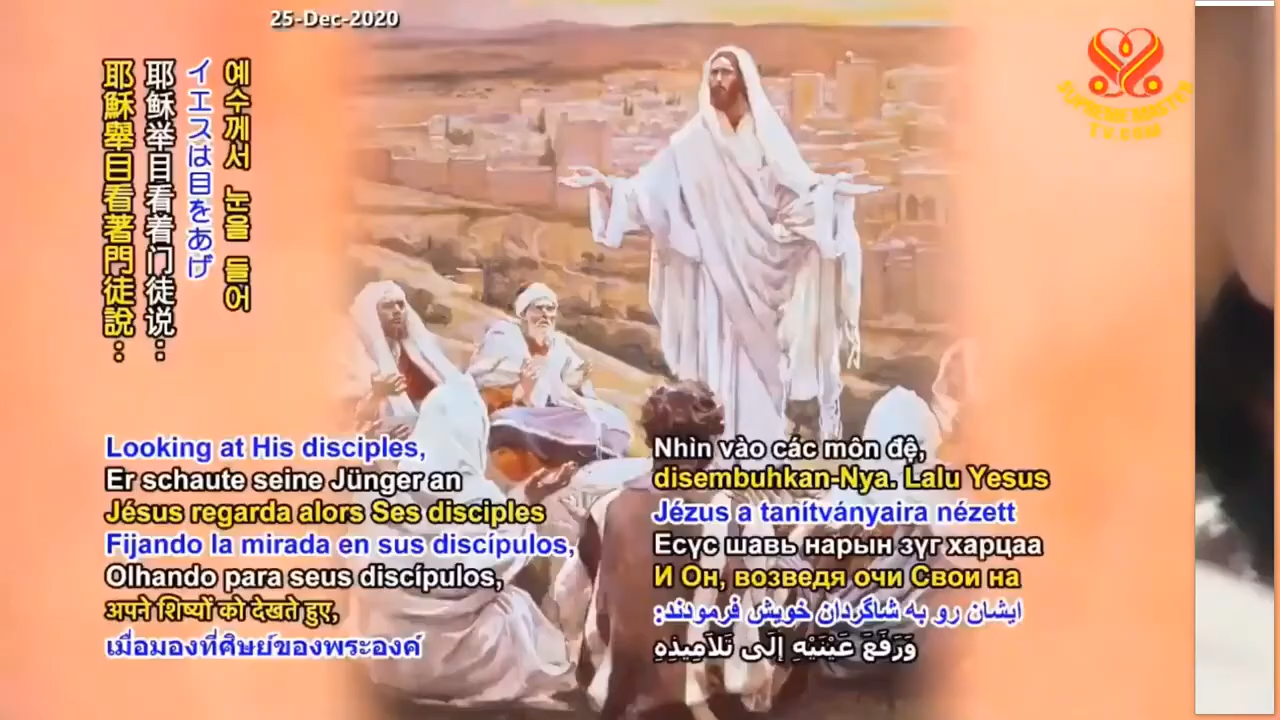 25-Dec-2020
SUPREME MASTER
TV.COM
예수께서 눈을 들어
イエスは目をあげ
耶稣举目看着门徒说：
耶穌舉目看著門徒說：
Looking at His disciples,
Er schaute seine Jünger an
Jésus regarda alors Ses disciples
Fijando la mirada en sus discípulos,
Olhando para seus discípulos,
अपने शिष्यों को देखते हुए,
เมื่อมองที่ศิษย์ของพระองค์
Nhìn vào các môn đệ,
disembuhkan-Nya. Lalu Yesus
Jézus a tanítványaira nézett
Есүс шавь нарын зүг харцаа
И Он, возведя очи Свои на
ایشان رو به شاگردان خویش فرمودند:
وَرَفَعَ عَيْنَيْهِ إِلَى تَلاَمِيذِهِ